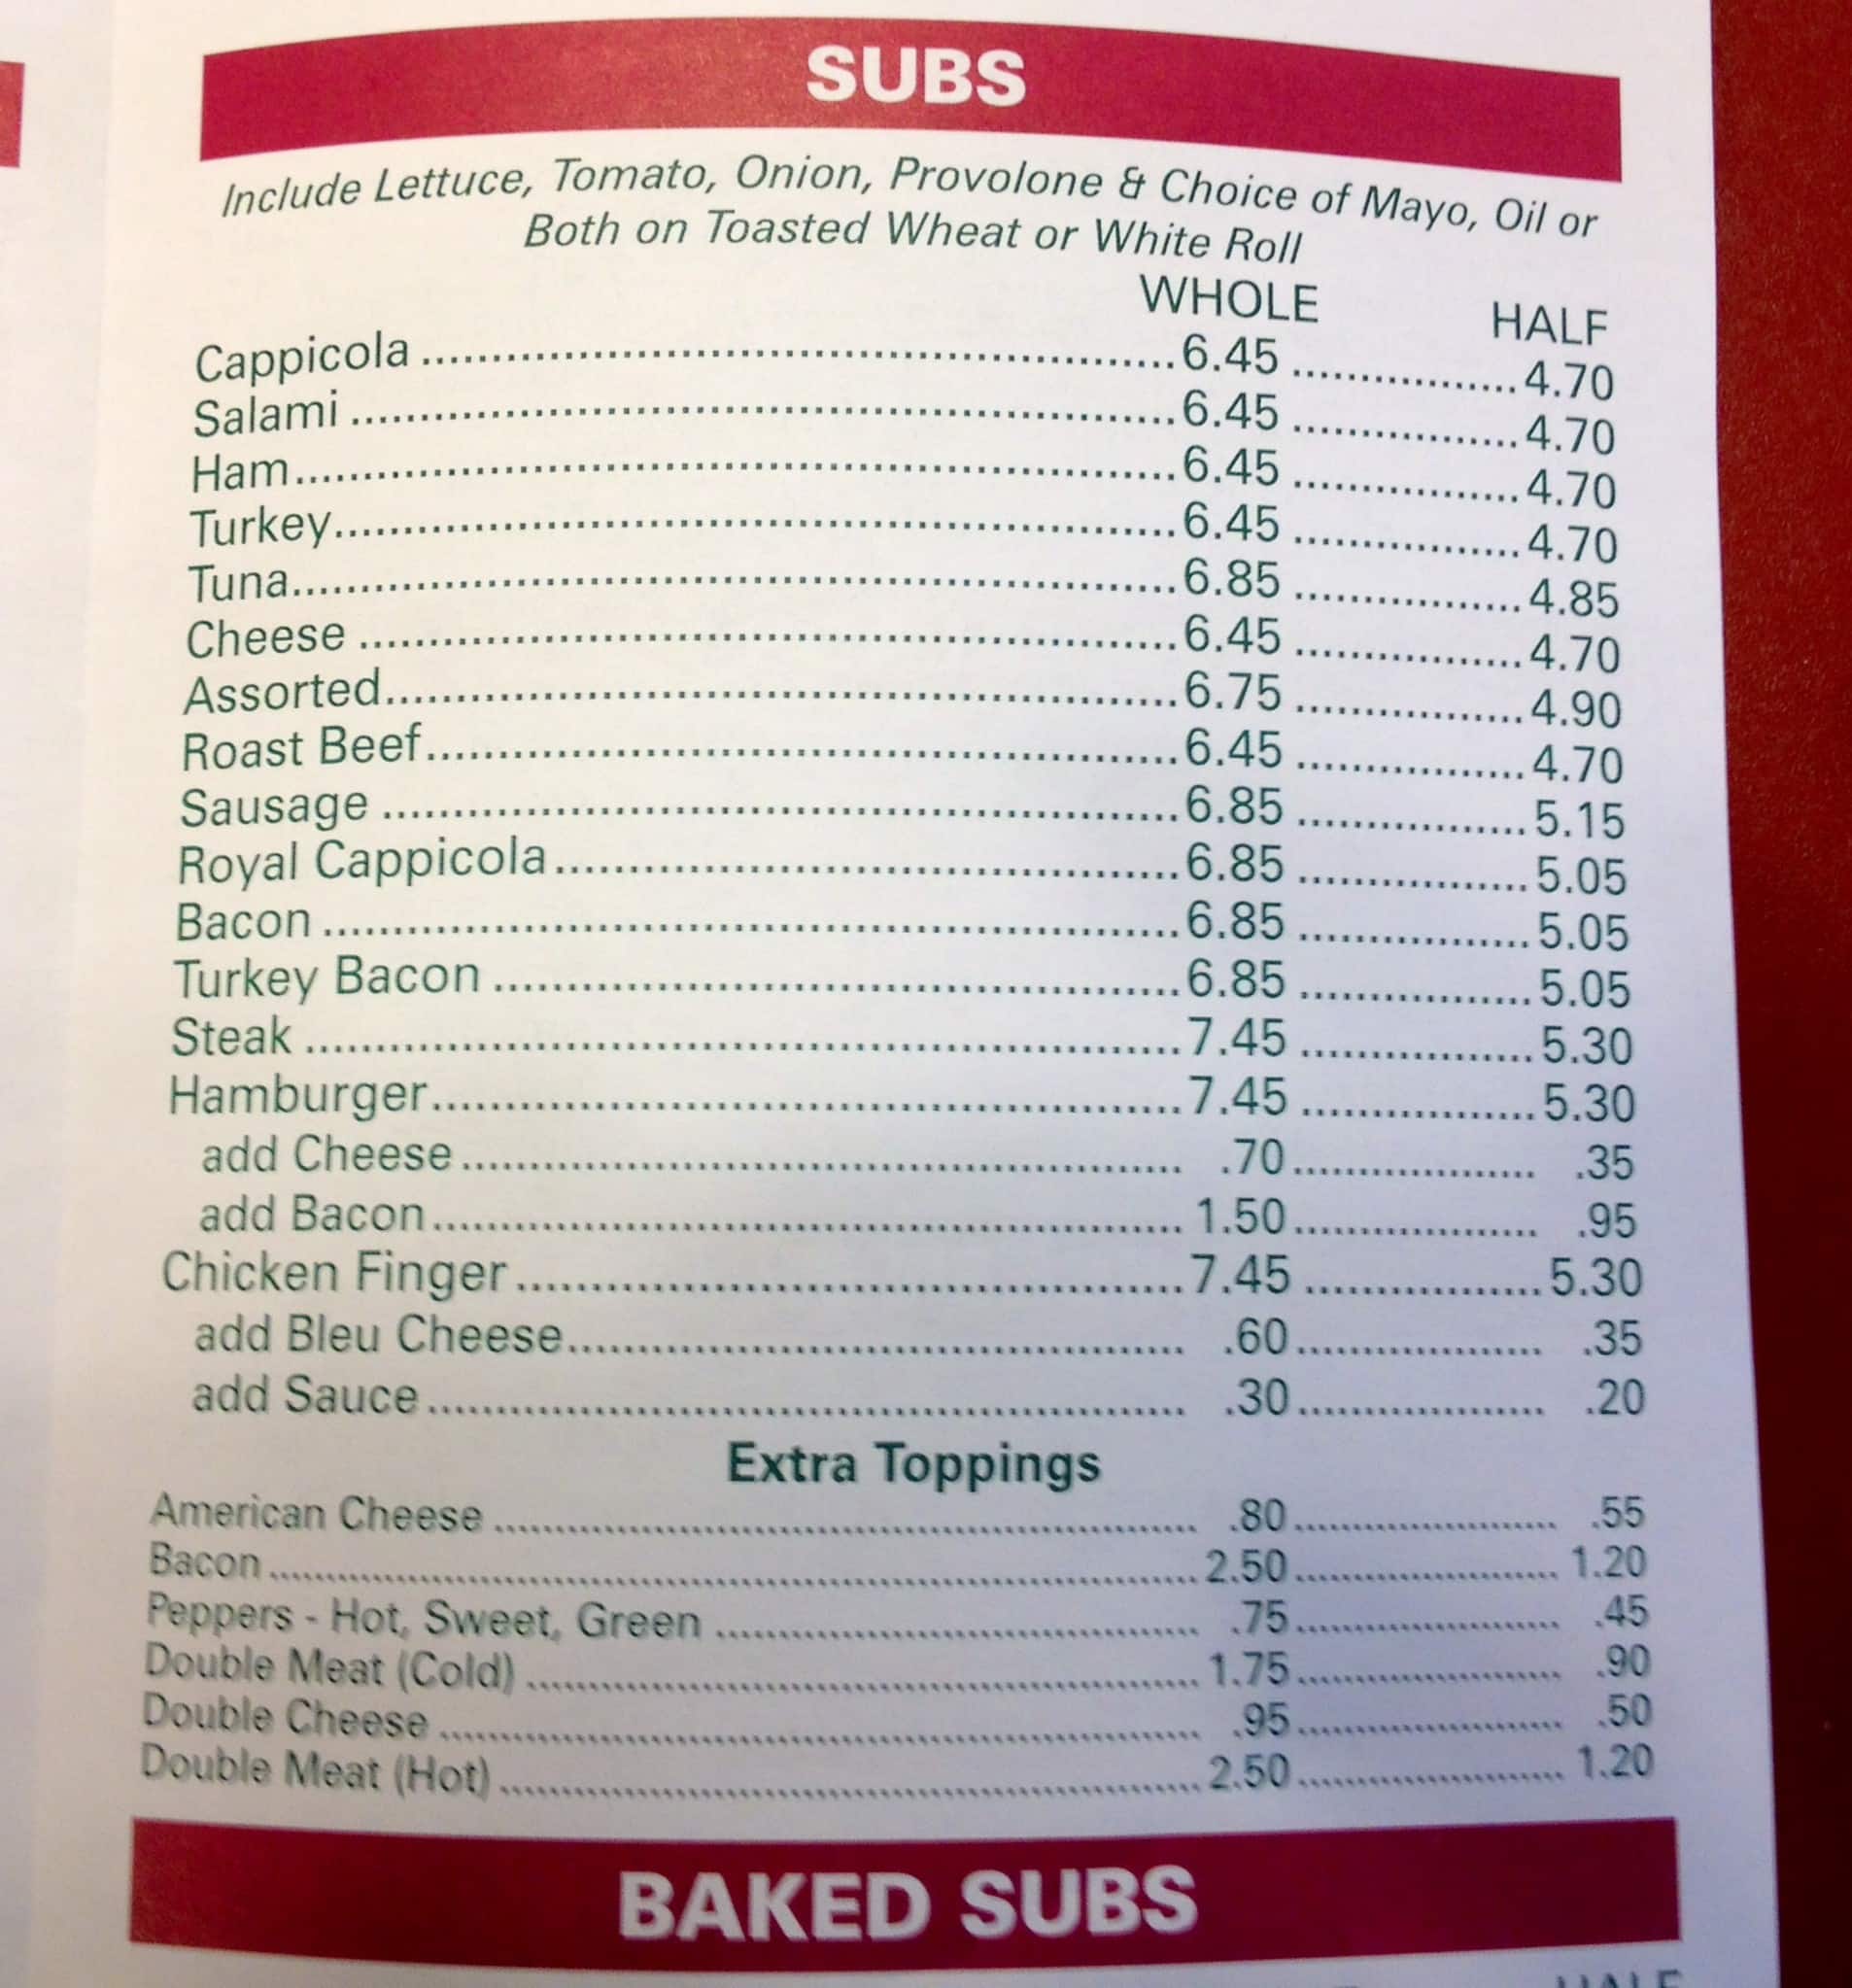 SUBS
Include Lettuce, Tomato, Onion, Provolone & Choice of Mayo, Oil or
Both on Toasted Wheat or White Roll
WHOLE HALF
Cappicola 6.45 4.70
Salami 6.45 4.70
Ham 6.45 4.70
Turkey 6.45 4.70
Tuna 6.85 4.85
Cheese 6.45 4.70
Assorted 6.75 4.90
Roast Beef 6.45 4.70
Sausage 6.85 5.15
Royal Cappicola 6.85 5.05
Bacon 6.85 5.05
Turkey Bacon 6.85 5.05
Steak 7.45 5.30
Hamburger 7.45 5.30
add Cheese .70 .35
add Bacon 1.50 .95
Chicken Finger 7.45 5.30
add Bleu Cheese .60 .35
add Sauce .30 .20
Extra Toppings
American Cheese .80 .55
Bacon 2.50 1.20
Peppers - Hot, Sweet, Green .75 .45
Double Meat (Cold) 1.75 .90
Double Cheese .95 .50
Double Meat (Hot) 2.50 1.20
BAKED SUBS
HALF